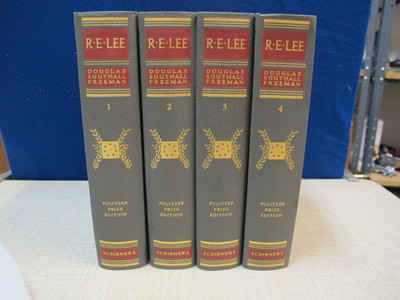 R·E·LEE
DOUGLAS
SOUTHALL
FREEMAN
1
PULITZER
PRIZE
EDITION
SCRIBNERS
R·E·LEE
DOUGLAS
SOUTHALL
FREEMAN
2
PULITZER
PRIZE
EDITION
SCRIBNERS
R·E·LEE
DOUGLAS
SOUTHALL
FREEMAN
3
PULITZER
PRIZE
EDITION
SCRIBNERS
R·E·LEE
DOUGLAS
SOUTHALL
FREEMAN
4
PULITZER
PRIZE
EDITION
SCRIBNERS